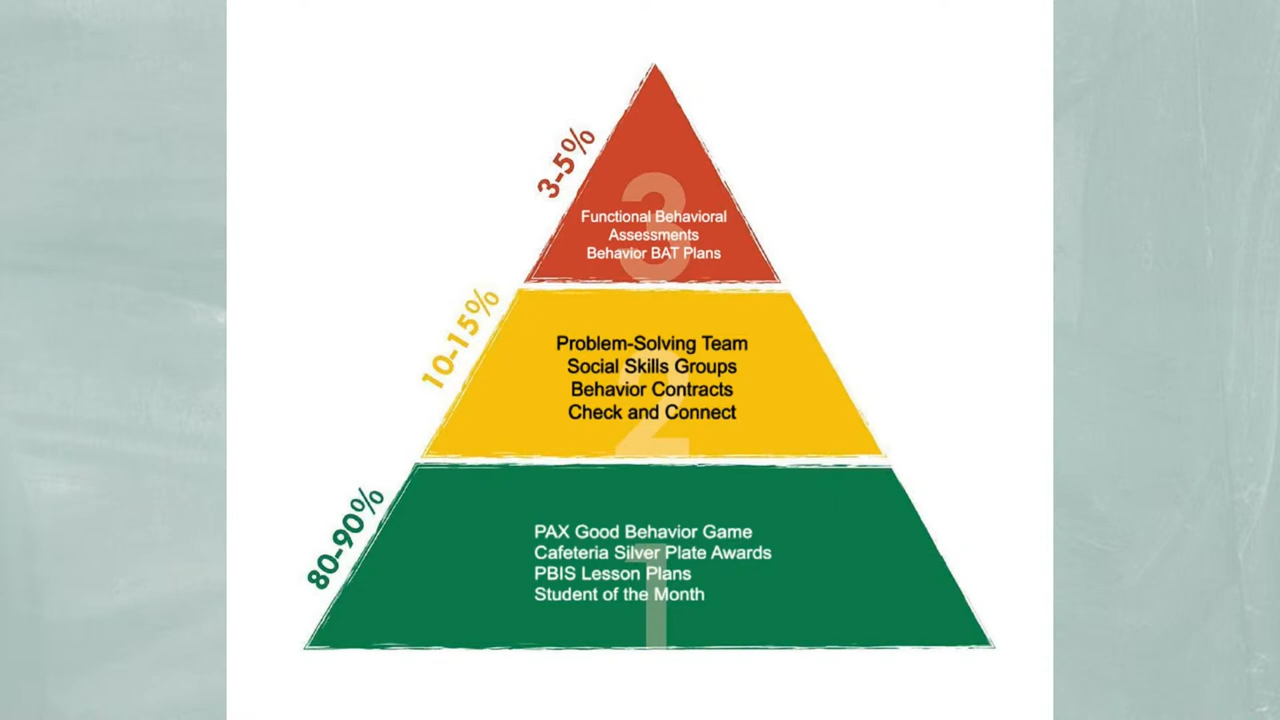 3-5%
3
Functional Behavioral
Assessments
Behavior BAT Plans
10-15%
2
Problem-Solving Team
Social Skills Groups
Behavior Contracts
Check and Connect
80-90%
1
PAX Good Behavior Game
Cafeteria Silver Plate Awards
PBIS Lesson Plans
Student of the Month